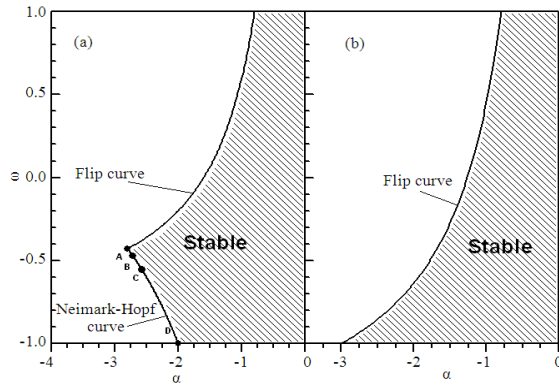 1.0
0.5
0.0
-0.5
-1.0
ω
(a)
Flip curve
Stable
A
B
C
D
Neimark-Hopf
curve
-4
-3
-2
-1
0
α
(b)
Flip curve
Stable
-3
-2
-1
0
α